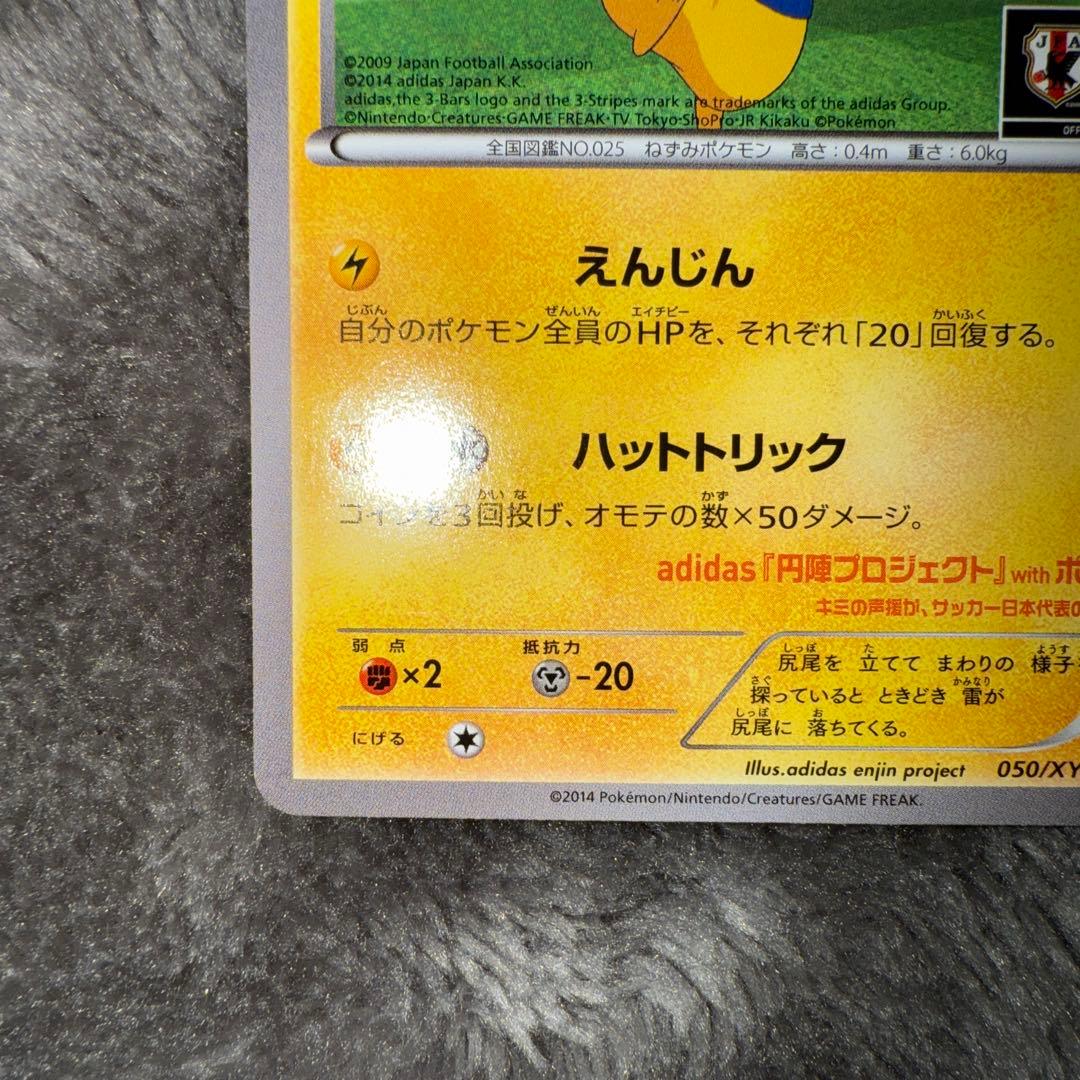 ©2009 Japan Football Association
©2014 adidas Japan K.K.
adidas,the 3-Bars logo and the 3-Stripes mark are trademarks of the adidas Group.
©Nintendo·Creatures·GAME FREAK·TV Tokyo·ShoPro·JR Kikaku ©Pokémon
JFA
OFF
全国図鑑NO.025 ねずみポケモン 高さ:0.4m 重さ:6.0kg
えんじん
じぶん ぜんいん エイチピー かいふく
自分のポケモン全員のHPを、それぞれ「20」回復する。
ハットトリック
かい な かず
コインを3回投げ、オモテの数×50ダメージ。
adidas『円陣プロジェクト』with ポ
キミの声援が、サッカー日本代表の
弱点 抵抗力
×2 -20
にげる
しっぽ た ようす
尻尾を 立てて まわりの 様子
さぐ かみなり
探っていると ときどき 雷が
しっぽ お
尻尾に 落ちてくる。
Illus.adidas enjin project 050/XY
©2014 Pokémon/Nintendo/Creatures/GAME FREAK.